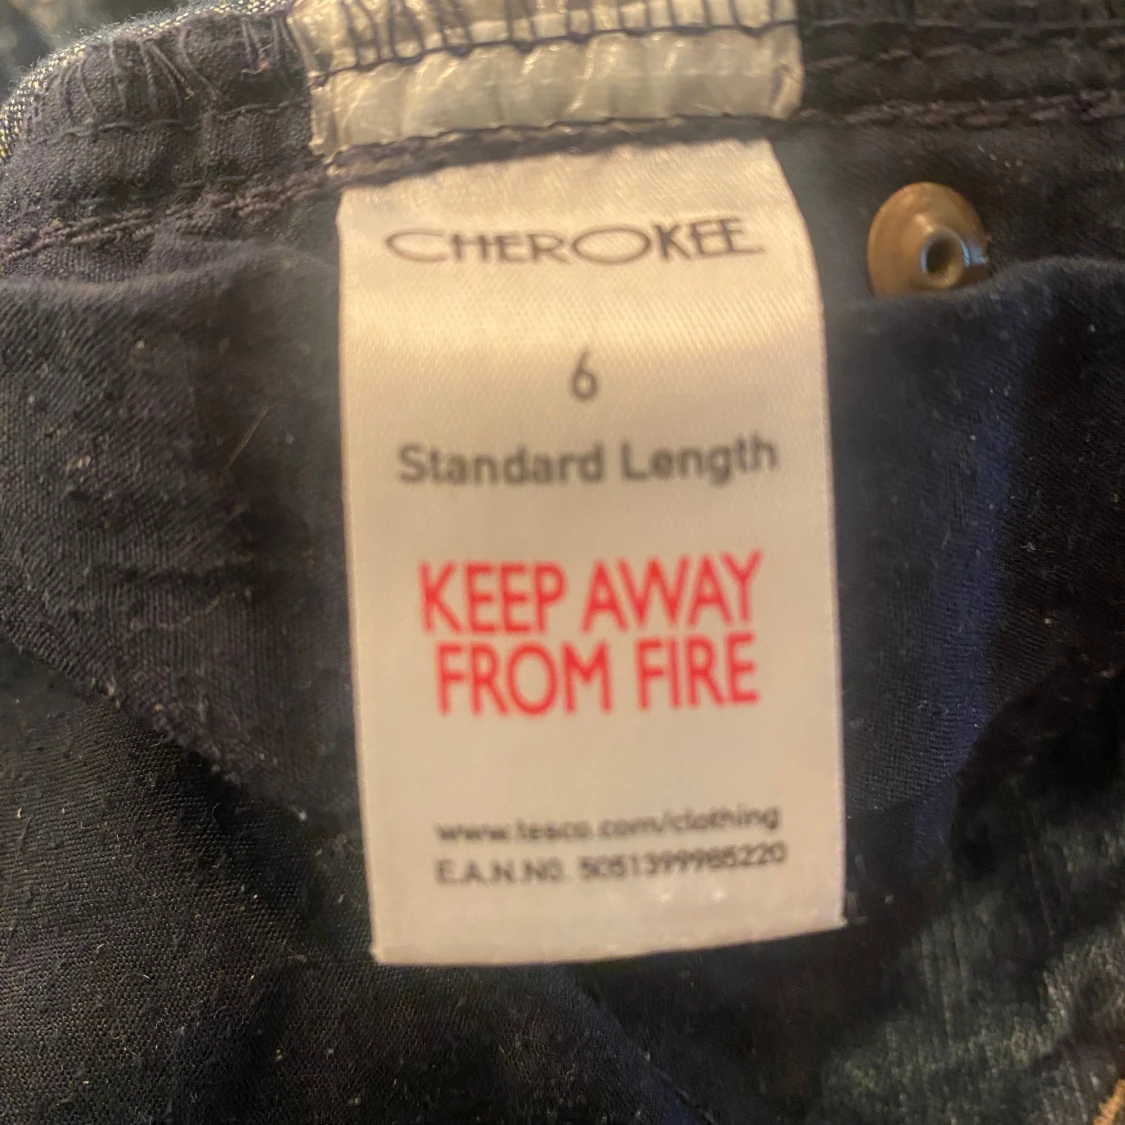 CHEROKEE
6
Standard Length
KEEP AWAY
FROM FIRE
www.tesco.com/clothing
E.A.N.NO. 5051399985220